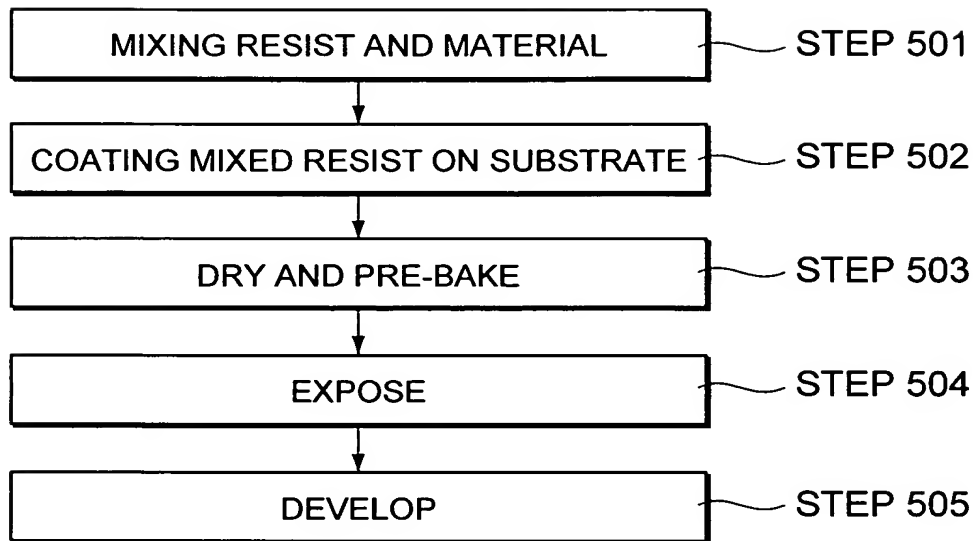 MIXING RESIST AND MATERIAL STEP 501
COATING MIXED RESIST ON SUBSTRATE STEP 502
DRY AND PRE-BAKE STEP 503
EXPOSE STEP 504
DEVELOP STEP 505